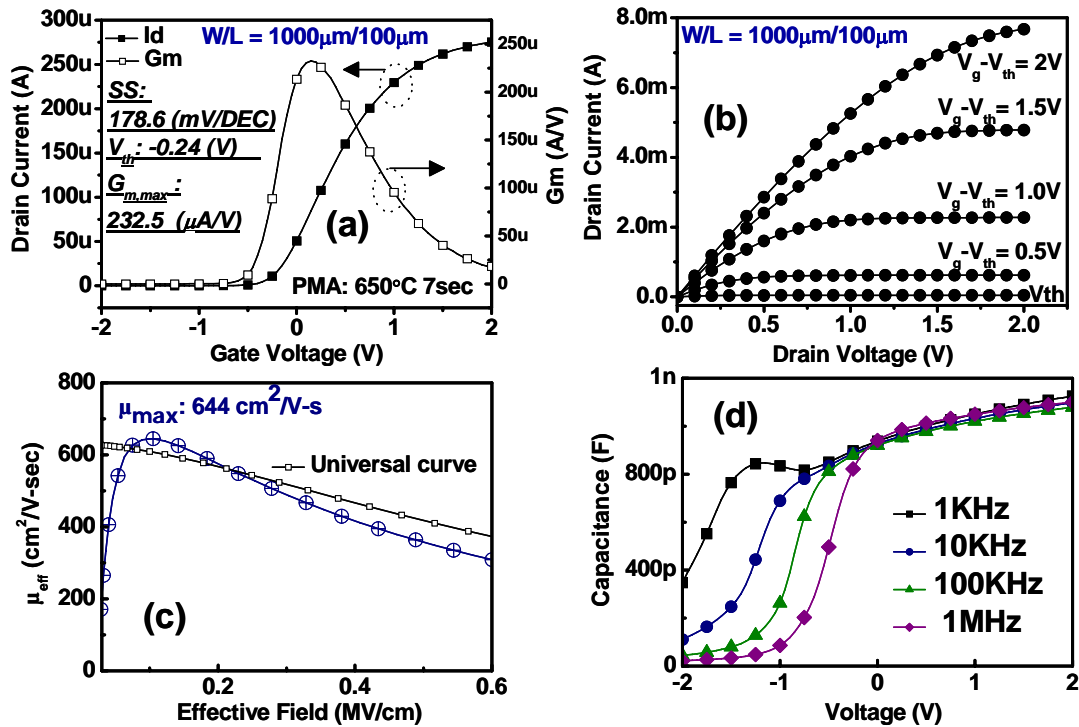 (a)
W/L = 1000μm/100μm
Id
Gm
SS:
178.6 (mV/DEC)
Vth: -0.24 (V)
Gm,max:
232.5 (μA/V)
PMA: 650°C 7sec
Drain Current (A)
300u
250u
200u
150u
100u
50u
0
Gm (A/V)
250u
200u
150u
100u
50u
0
-2 -1 0 1 2
Gate Voltage (V)
(b)
W/L = 1000μm/100μm
Vg-Vth= 2V
Vg-Vth= 1.5V
Vg-Vth= 1.0V
Vg-Vth= 0.5V
Vth
Drain Current (A)
8.0m
6.0m
4.0m
2.0m
0.0
0.0 0.5 1.0 1.5 2.0
Drain Voltage (V)
(c)
μmax: 644 cm2/V-s
Universal curve
μeff (cm2/V-sec)
800
600
400
200
0
0.2 0.4 0.6
Effective Field (MV/cm)
(d)
1KHz
10KHz
100KHz
1MHz
Capacitance (F)
1n
800p
400p
0
-2 -1 0 1 2
Voltage (V)